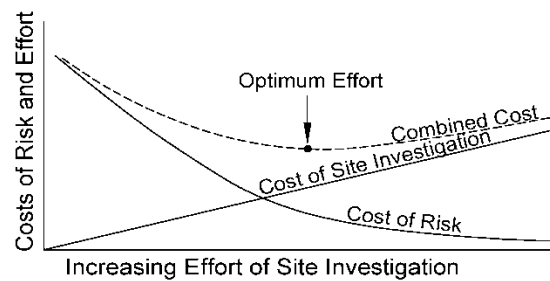 Costs of Risk and Effort
Optimum Effort
Combined Cost
Cost of Site Investigation
Cost of Risk
Increasing Effort of Site Investigation